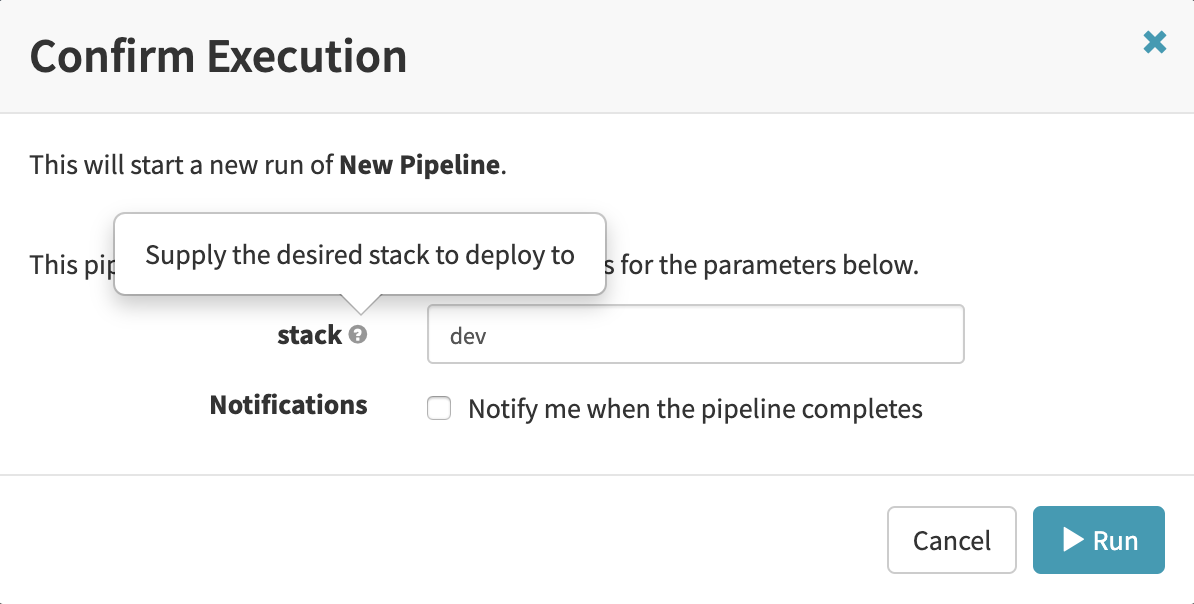 Confirm Execution
This will start a new run of New Pipeline.
Supply the desired stack to deploy to
This pip s for the parameters below.
stack
dev
Notifications
Notify me when the pipeline completes
Cancel
Run